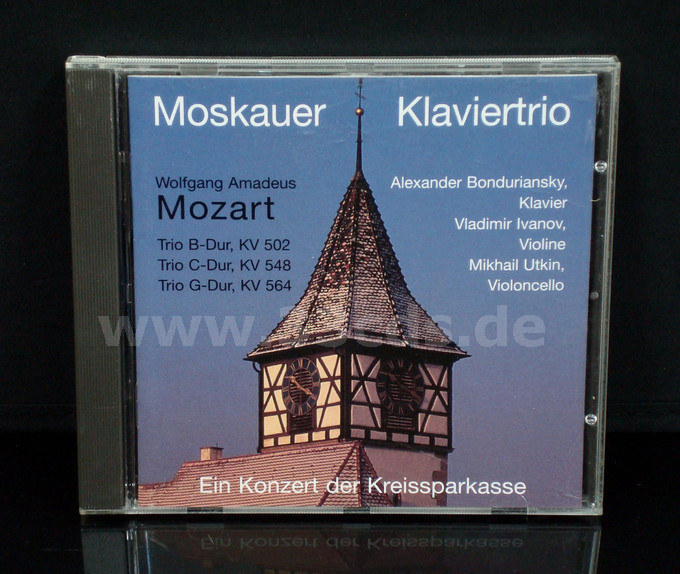 Moskauer Klaviertrio
Wolfgang Amadeus
Mozart
Trio B-Dur, KV 502
Trio C-Dur, KV 548
Trio G-Dur, KV 564
Alexander Bonduriansky,
Klavier
Vladimir Ivanov,
Violine
Mikhail Utkin,
Violoncello
Ein Konzert der Kreissparkasse